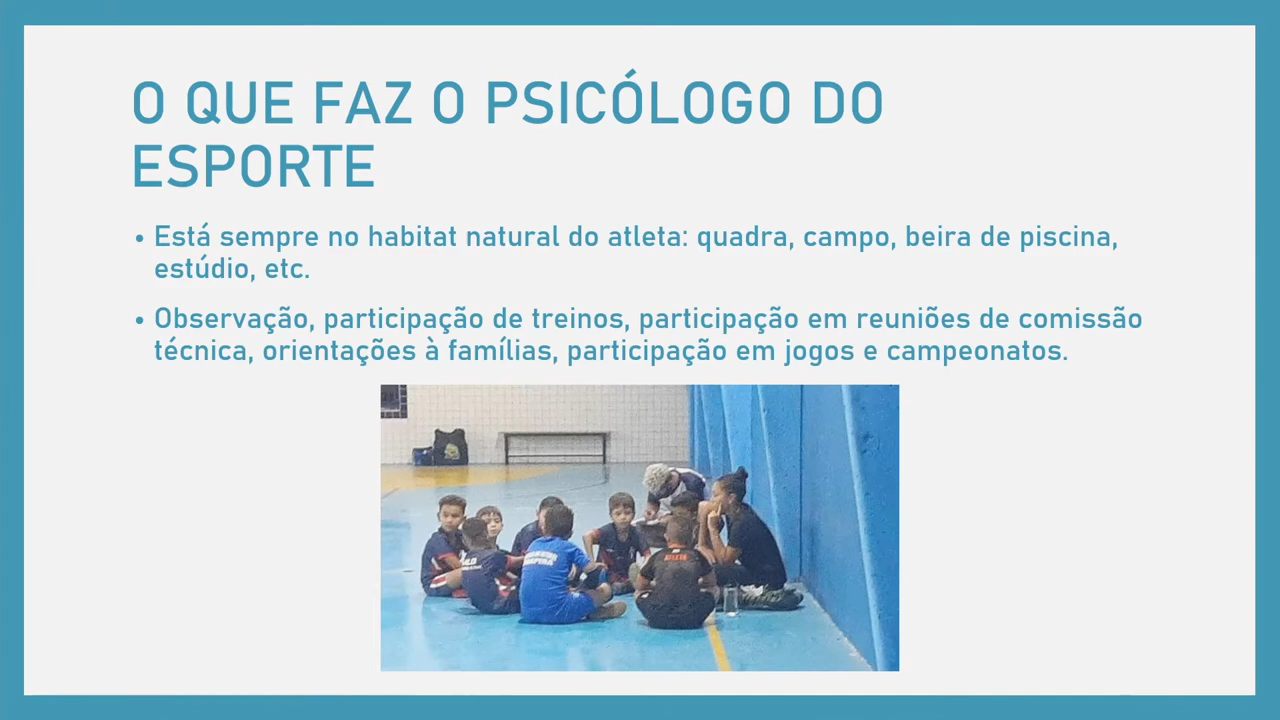 O QUE FAZ O PSICÓLOGO DO
ESPORTE
• Está sempre no habitat natural do atleta: quadra, campo, beira de piscina,
estúdio, etc.
• Observação, participação de treinos, participação em reuniões de comissão
técnica, orientações à famílias, participação em jogos e campeonatos.
ATLETA